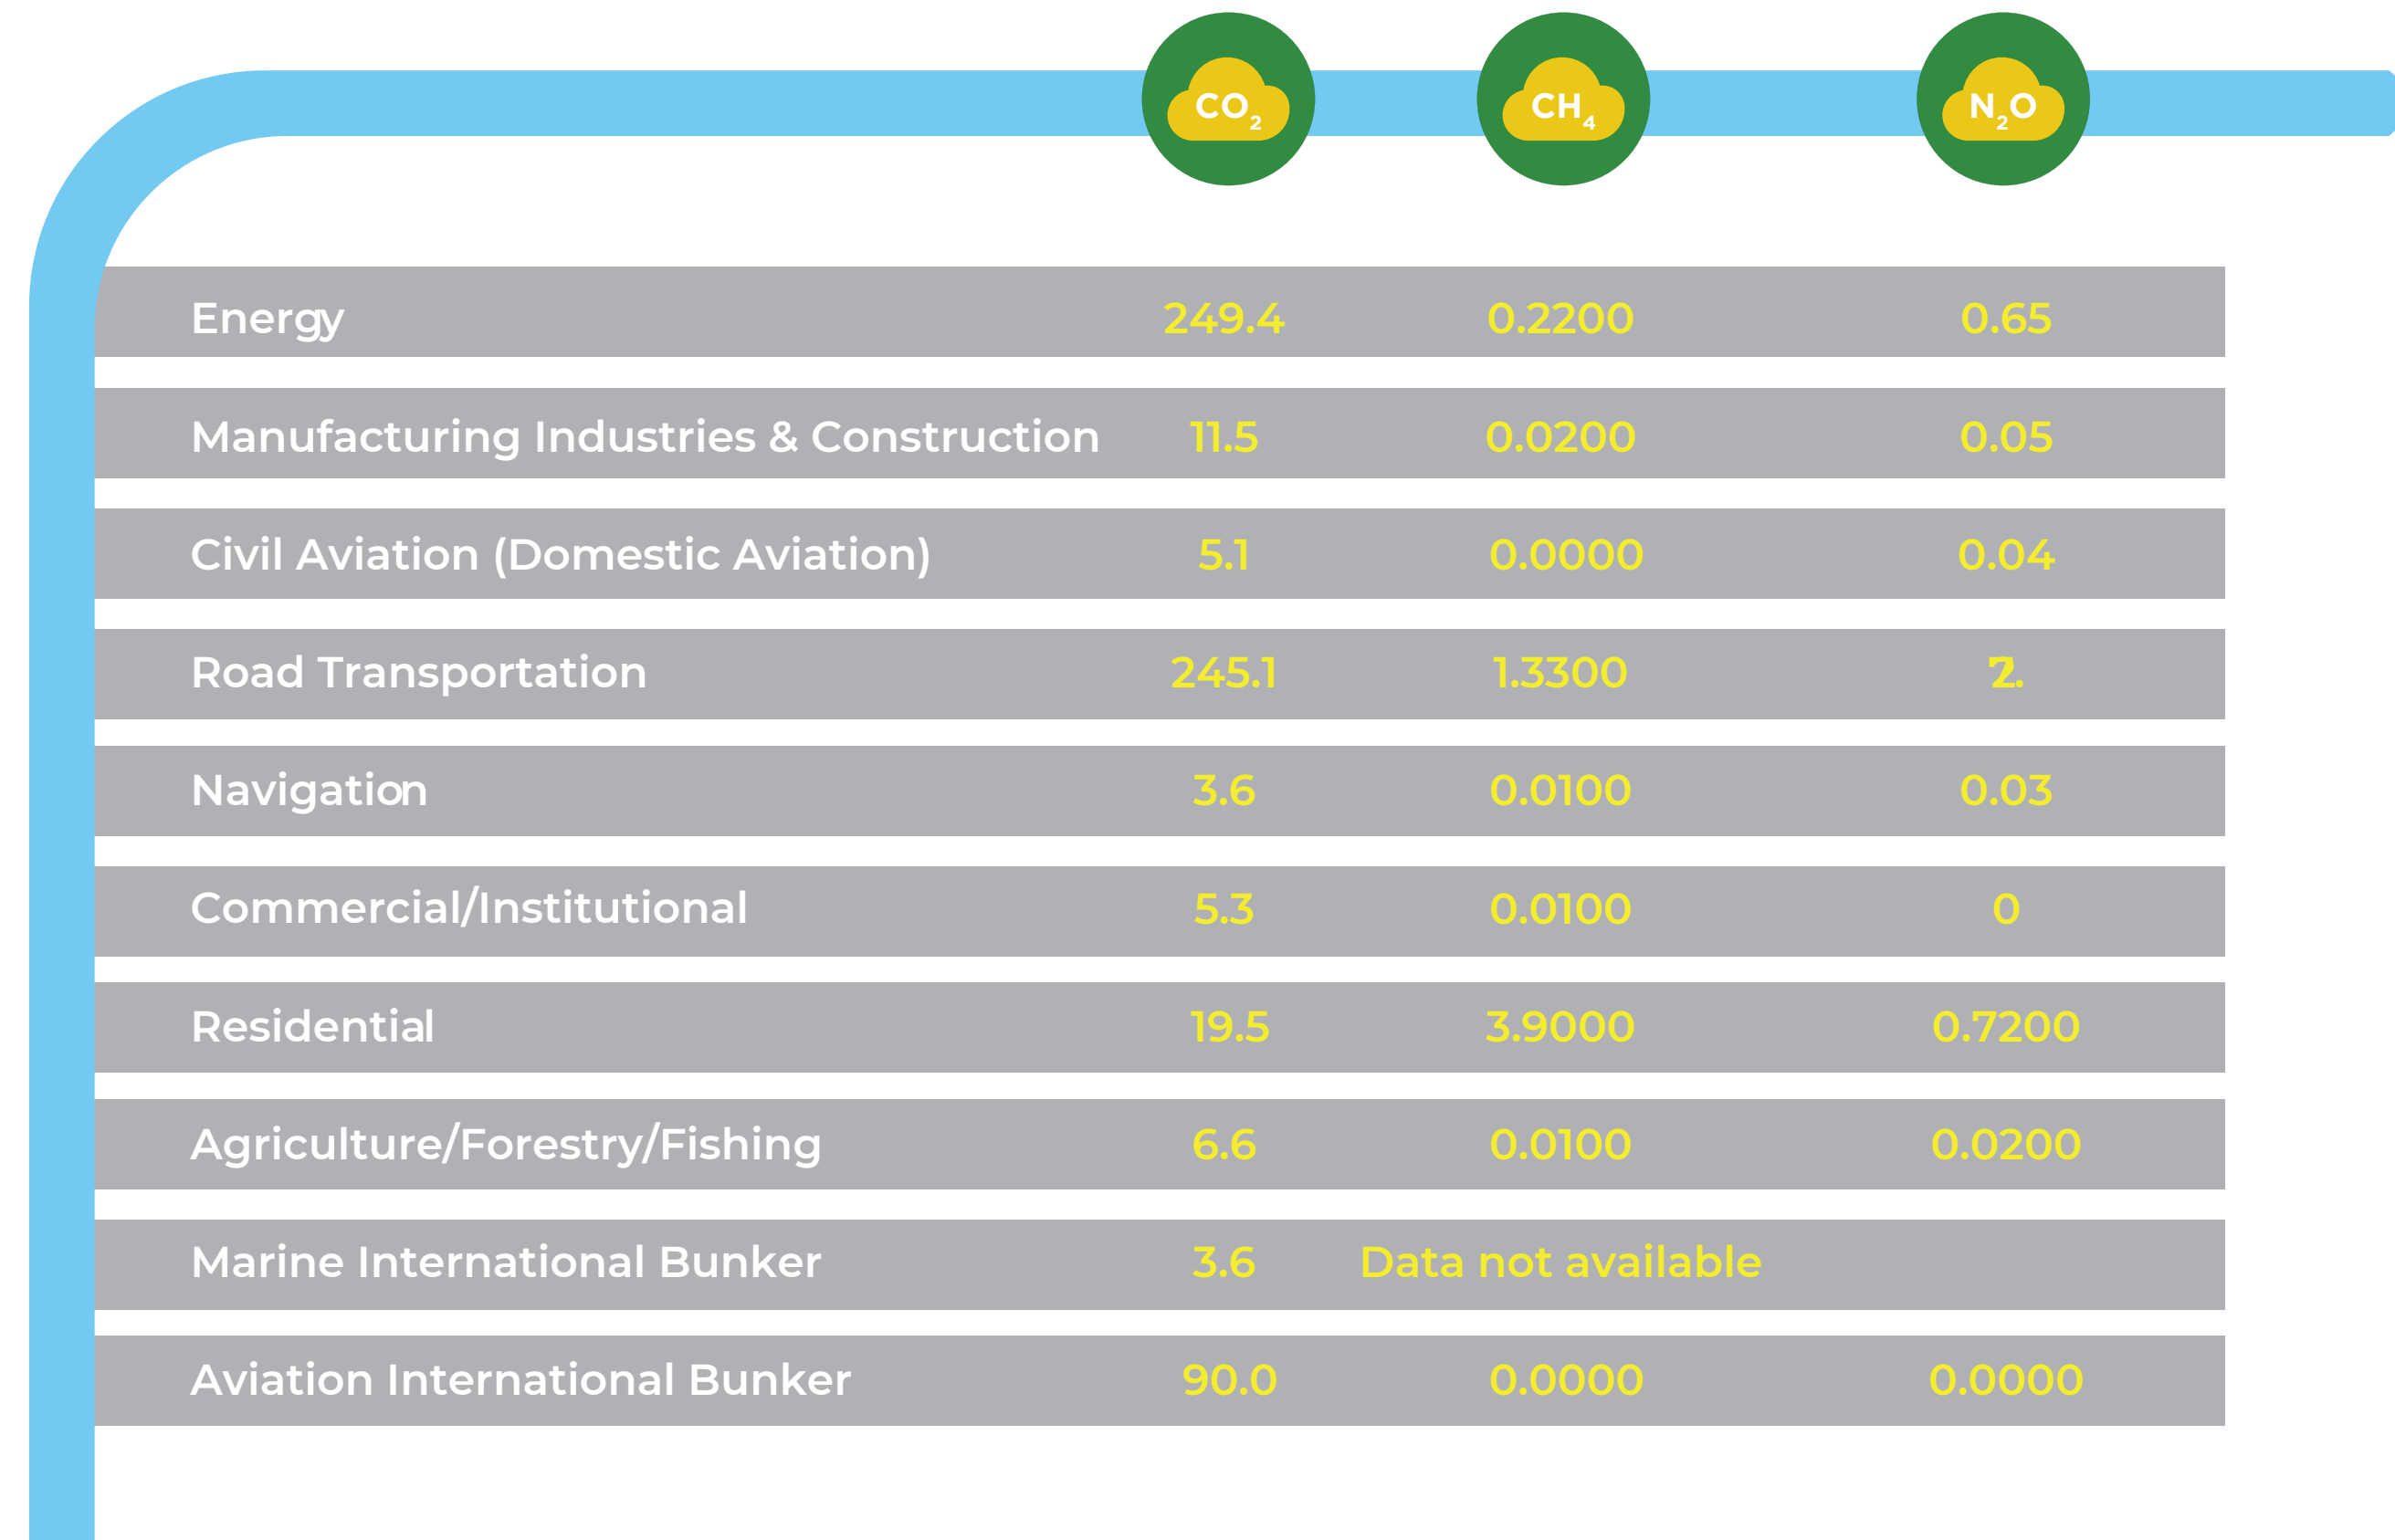 CO2 CH4 N2O
Energy 249.4 0.2200 0.65
Manufacturing Industries & Construction 11.5 0.0200 0.05
Civil Aviation (Domestic Aviation) 5.1 0.0000 0.04
Road Transportation 245.1 1.3300
Navigation 3.6 0.0100 0.03
Commercial/Institutional 5.3 0.0100 0
Residential 19.5 3.9000 0.7200
Agriculture/Forestry/Fishing 6.6 0.0100 0.0200
Marine International Bunker 3.6 Data not available
Aviation International Bunker 90.0 0.0000 0.0000